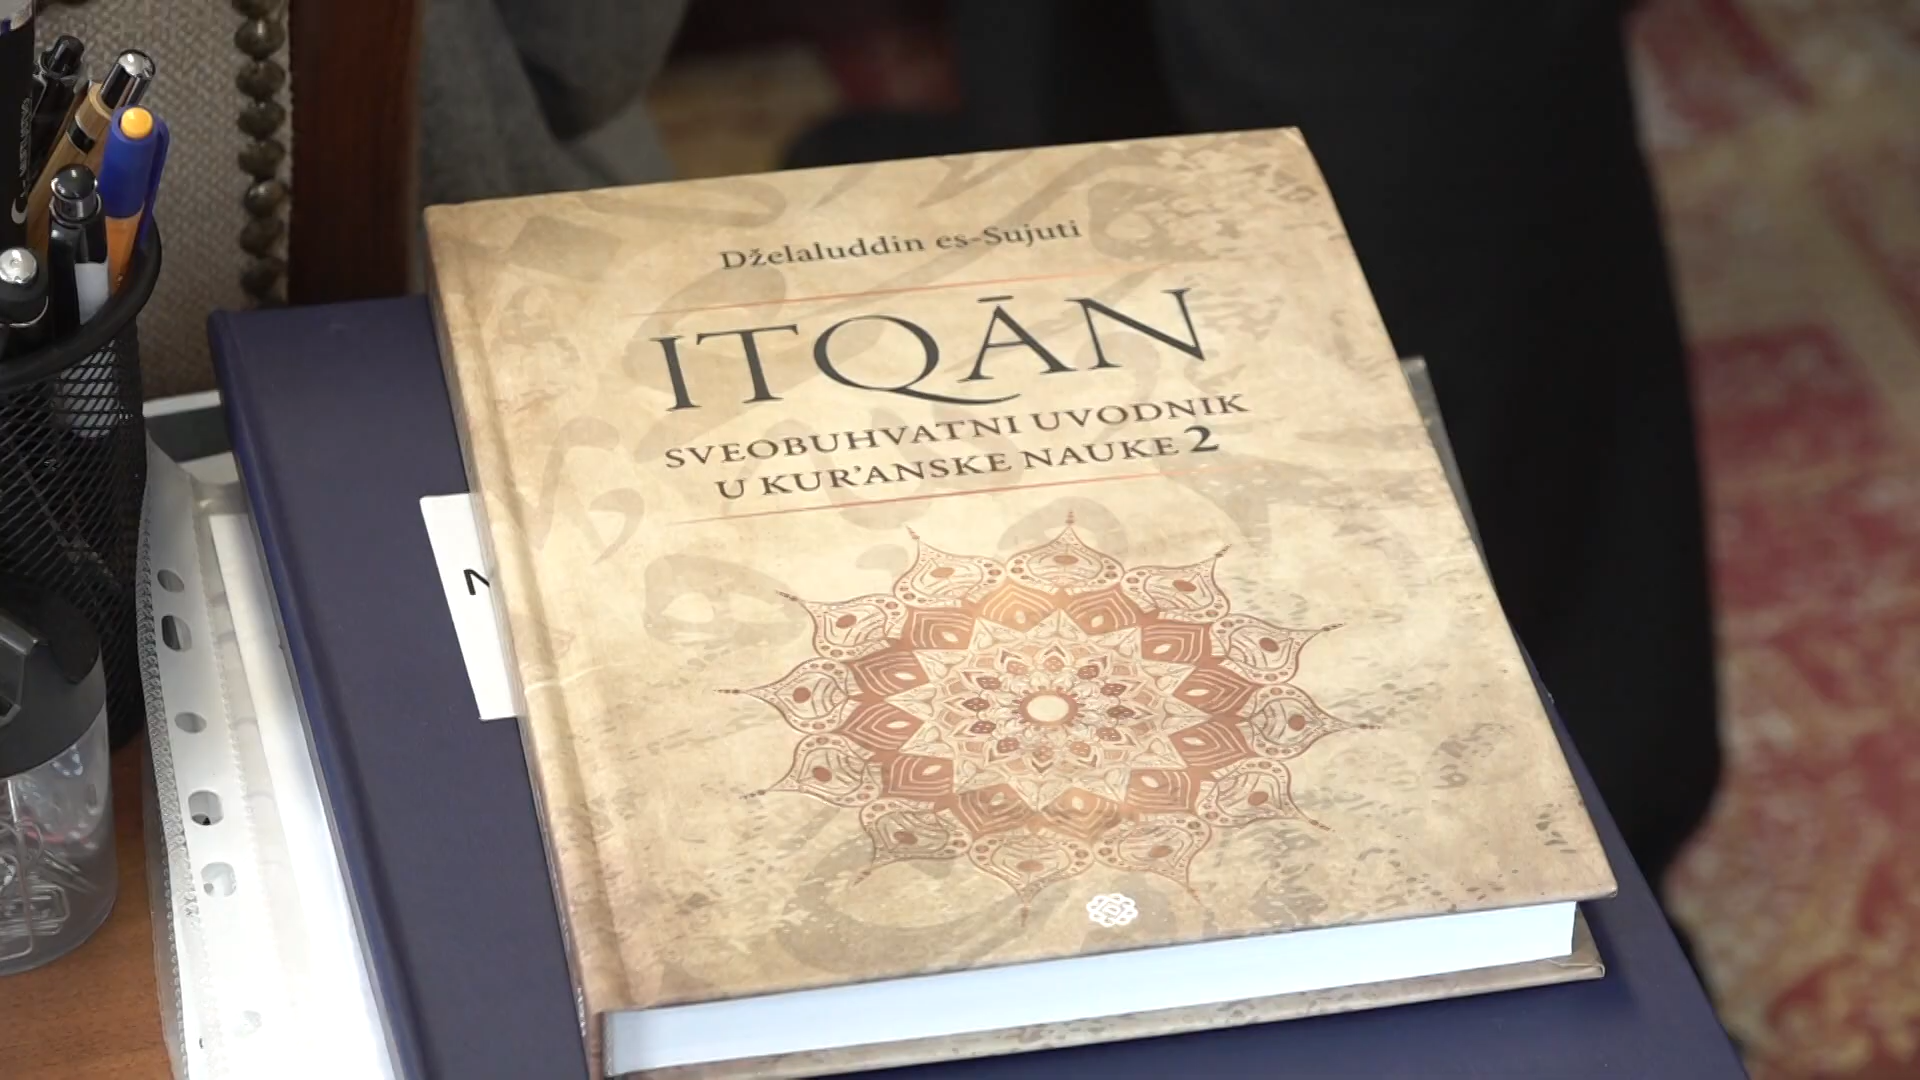 Dželaluddin es-Sujuti
ITQĀN
SVEOBUHVATNI UVODNIK
U KUR'ANSKE NAUKE 2